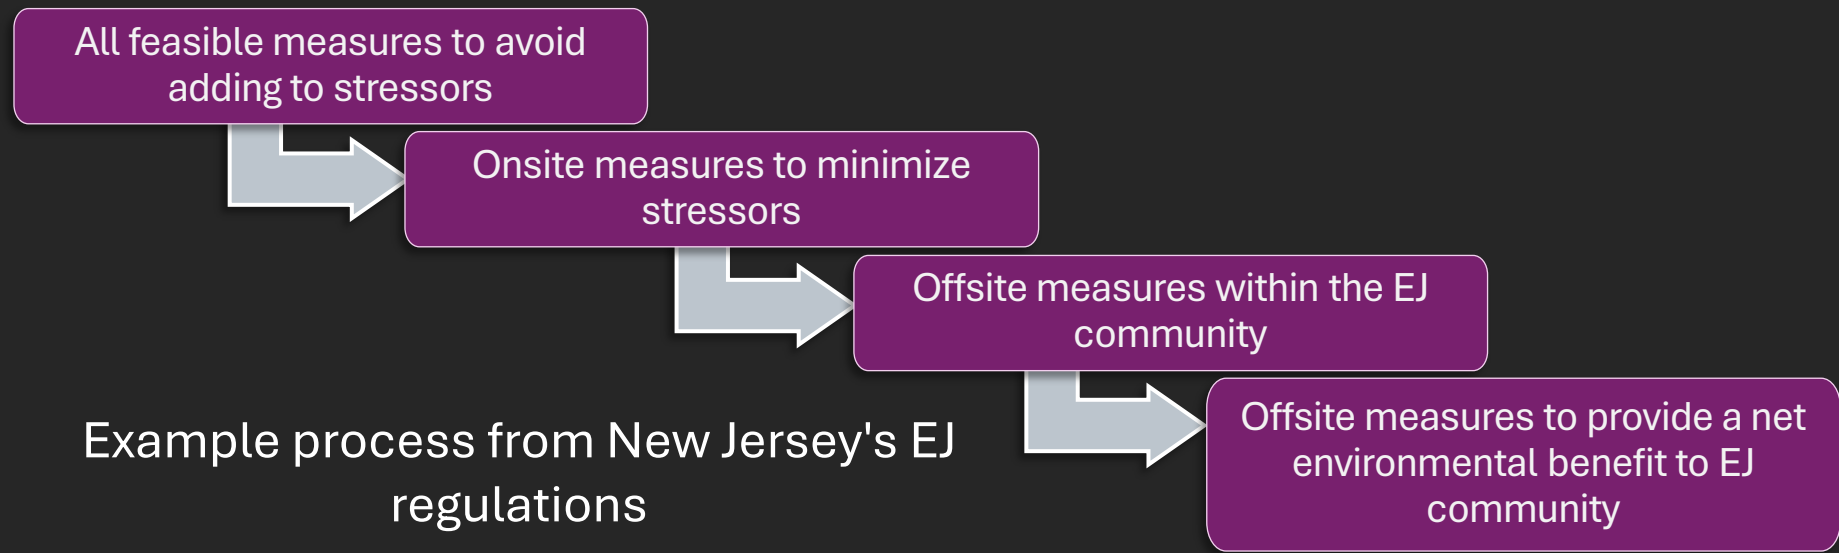 All feasible measures to avoid
adding to stressors
Onsite measures to minimize
stressors
Offsite measures within the EJ
community
Offsite measures to provide a net
environmental benefit to EJ
community
Example process from New Jersey's EJ
regulations